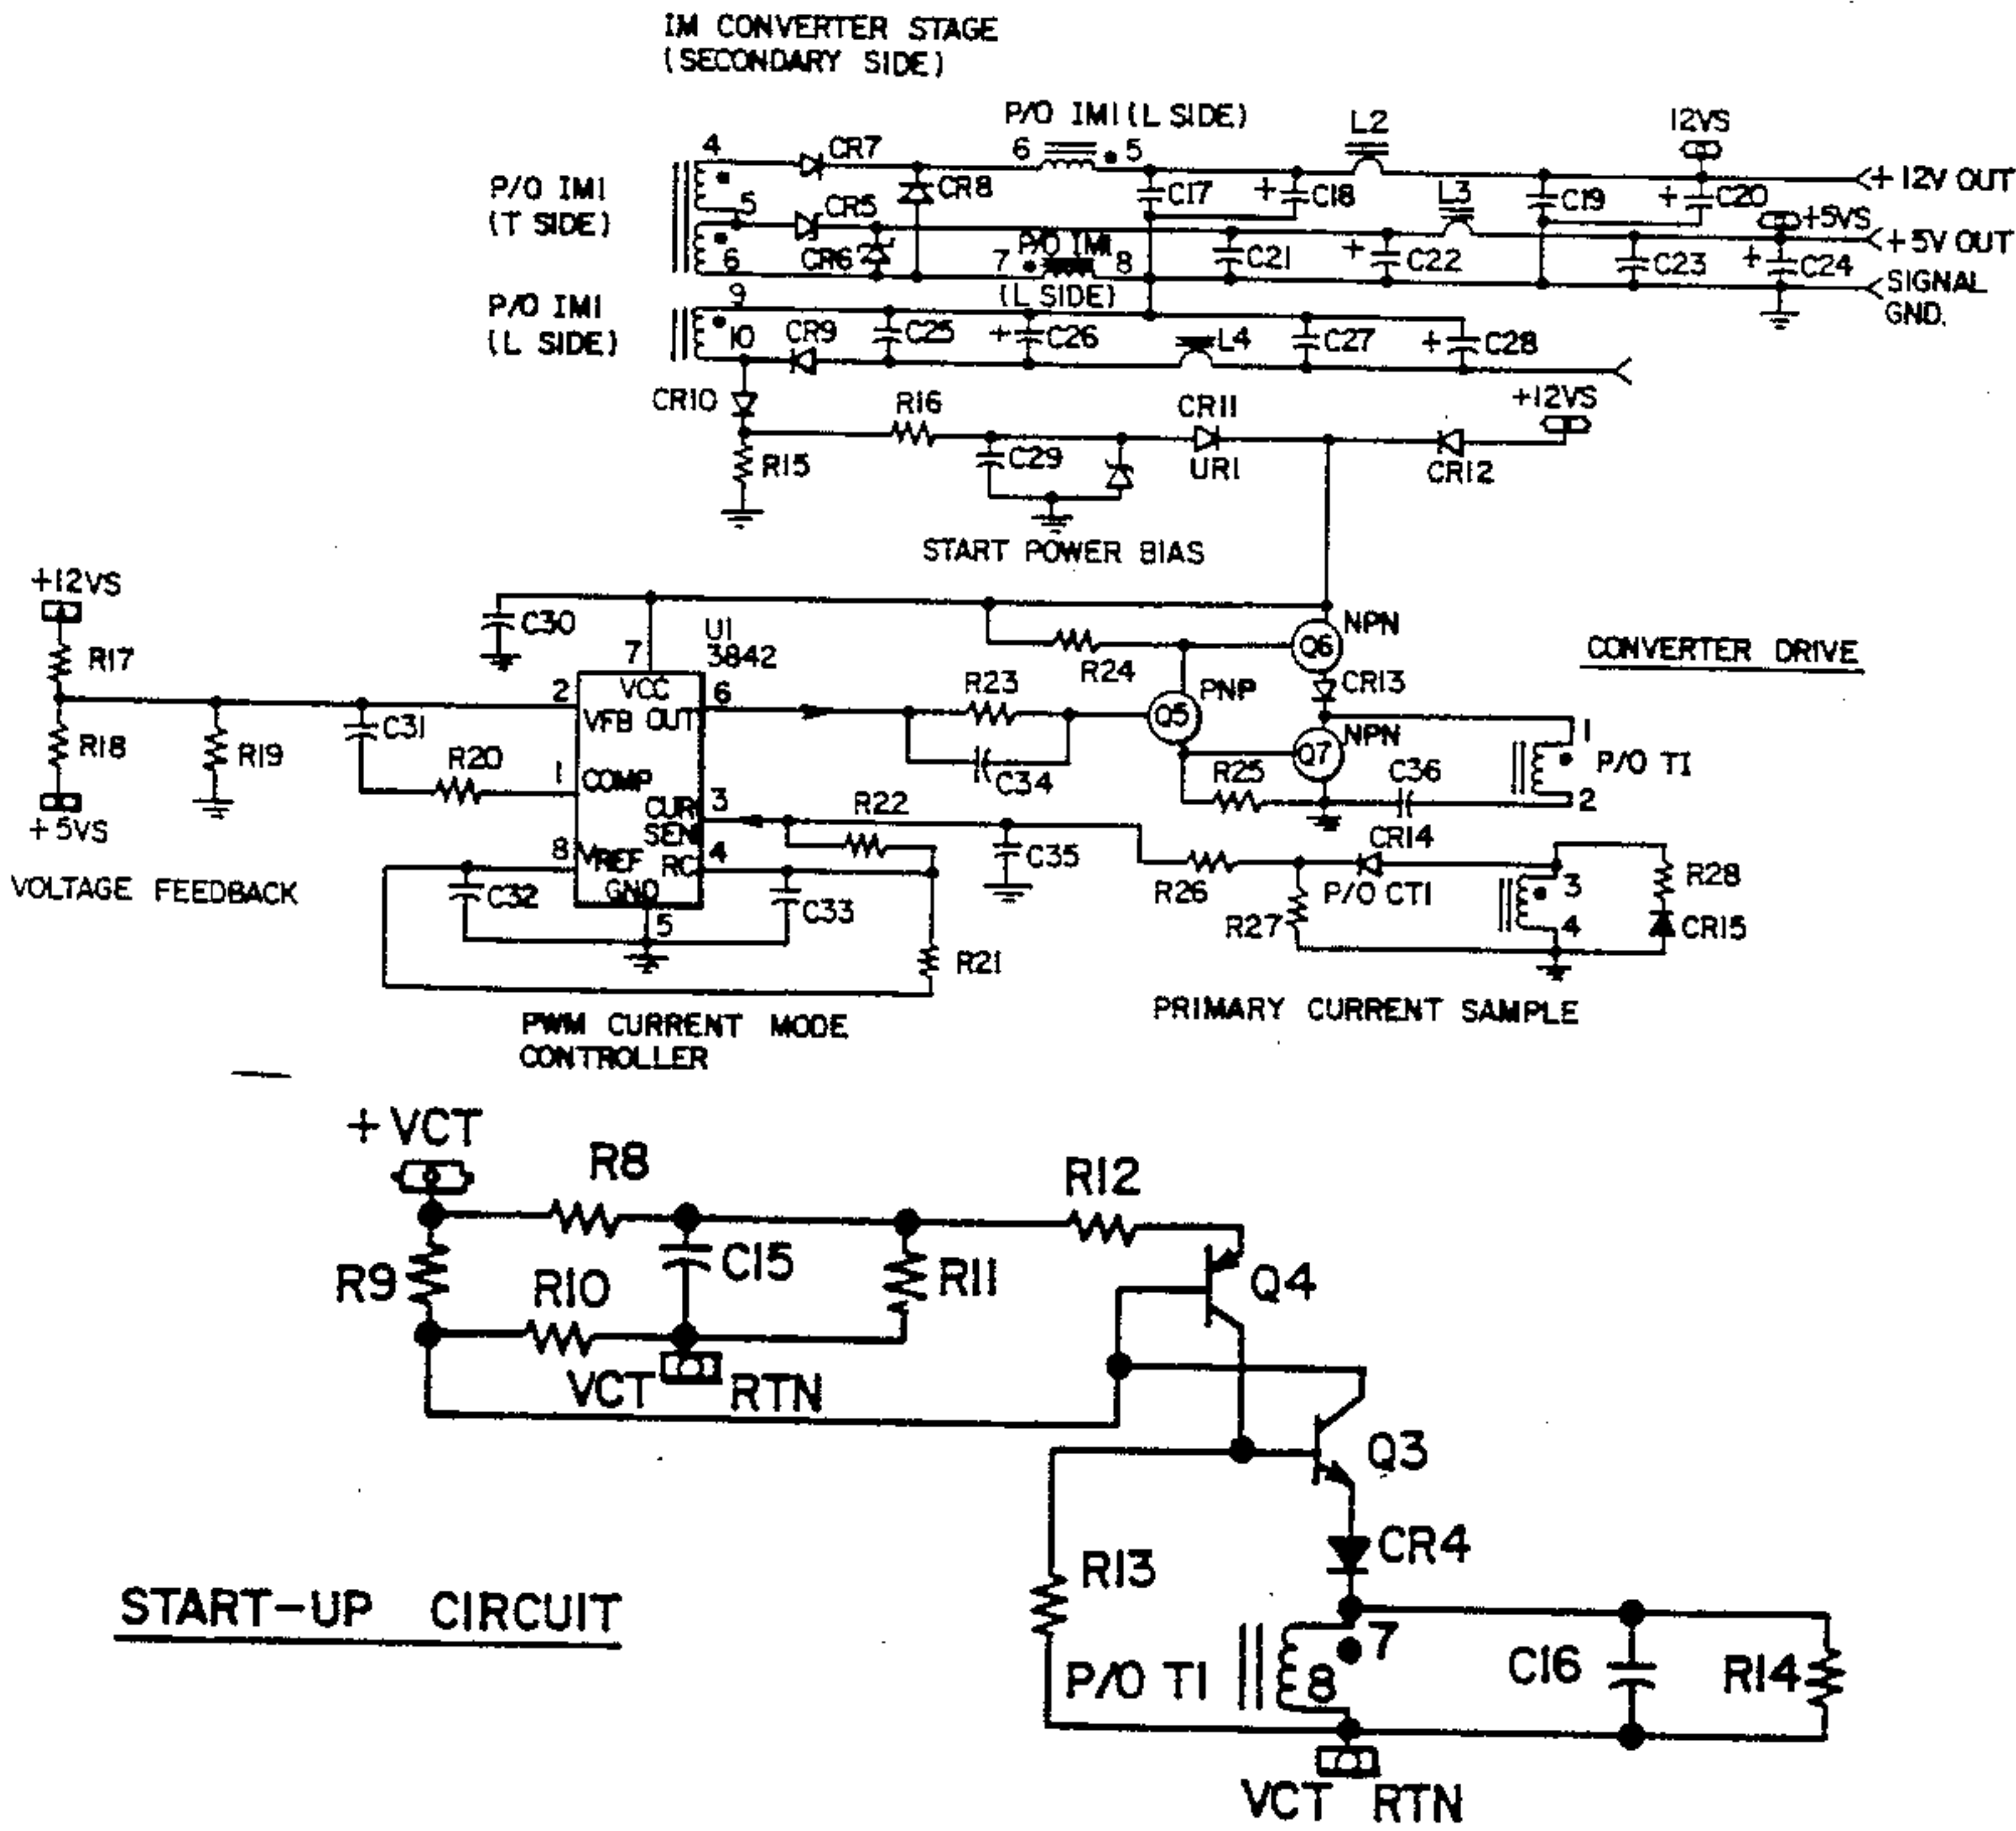 IM CONVERTER STAGE
(SECONDARY SIDE)
P/O IM1 (L SIDE)
L2
12VS
4
CR7
6
5
+ 12V OUT
P/O IM1
(T SIDE)
CR8
C17
+
C18
L3
C19
+
C20
5
CR5
+5VS
+ 5V OUT
6
CR6
P/O IM1
7
8
C21
+
C22
C23
+
C24
SIGNAL
GND.
(L SIDE)
P/O IM1
(L SIDE)
9
10
CR9
C25
+
C26
L4
C27
+
C28
CR10
R16
CR11
+12VS
R15
C29
UR1
CR12
START POWER BIAS
+12VS
C30
U1
3842
7
NPN
Q6
CONVERTER DRIVE
R17
R24
2
VCC
6
R23
PNP
CR13
VFB
OUT
Q5
R18
R19
C31
NPN
Q7
1
P/O T1
R20
1
COMP
C34
R25
C36
2
+5VS
CUR
SEN
3
R22
CR14
8
VREF
RC
4
C35
VOLTAGE FEEDBACK
C32
GND
C33
R26
P/O CT1
3
R28
5
R27
4
CR15
R21
PWM CURRENT MODE
CONTROLLER
PRIMARY CURRENT SAMPLE
+ VCT
R8
R12
R9
R10
C15
R11
Q4
VCT RTN
Q3
CR4
R13
START-UP CIRCUIT
P/O T1
7
8
C16
R14
VCT RTN